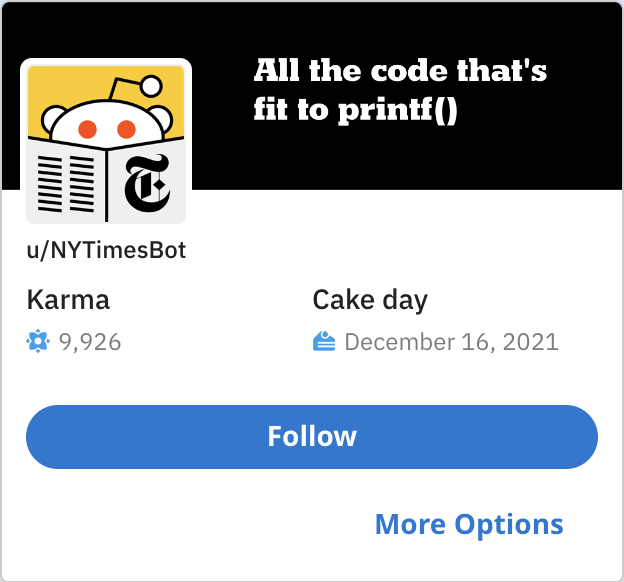 All the code that's
fit to printf()
T
u/NYTimesBot
Karma
Cake day
9,926
December 16, 2021
Follow
More Options